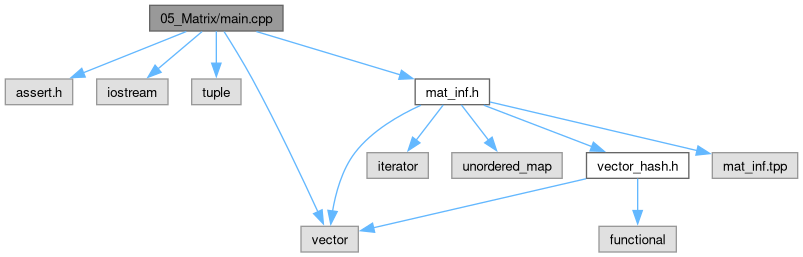 05_Matrix/main.cpp
assert.h
iostream
tuple
mat_inf.h
iterator
unordered_map
vector_hash.h
mat_inf.tpp
vector
functional